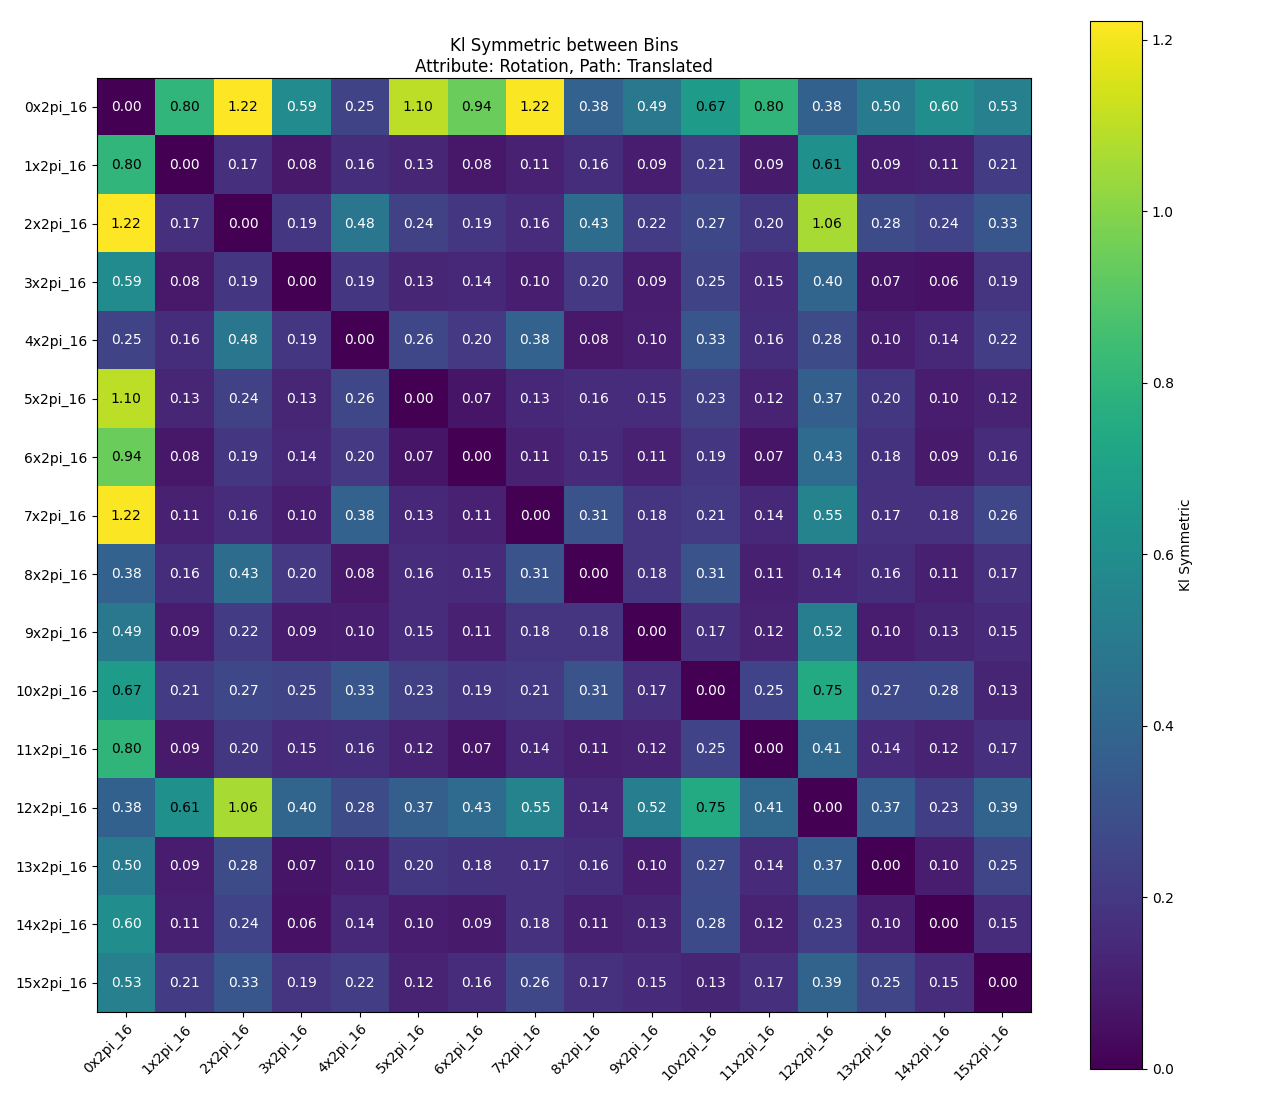 Kl Symmetric between Bins
Attribute: Rotation, Path: Translated
0x2pi_16 0.00 0.80 1.22 0.59 0.25 1.10 0.94 1.22 0.38 0.49 0.67 0.80 0.38 0.50 0.60 0.53
1x2pi_16 0.80 0.00 0.17 0.08 0.16 0.13 0.08 0.11 0.16 0.09 0.21 0.09 0.61 0.09 0.11 0.21
2x2pi_16 1.22 0.17 0.00 0.19 0.48 0.24 0.19 0.16 0.43 0.22 0.27 0.20 1.06 0.28 0.24 0.33
3x2pi_16 0.59 0.08 0.19 0.00 0.19 0.13 0.14 0.10 0.20 0.09 0.25 0.15 0.40 0.07 0.06 0.19
4x2pi_16 0.25 0.16 0.48 0.19 0.00 0.26 0.20 0.38 0.08 0.10 0.33 0.16 0.28 0.10 0.14 0.22
5x2pi_16 1.10 0.13 0.24 0.13 0.26 0.00 0.07 0.13 0.16 0.15 0.23 0.12 0.37 0.20 0.10 0.12
6x2pi_16 0.94 0.08 0.19 0.14 0.20 0.07 0.00 0.11 0.15 0.11 0.19 0.07 0.43 0.18 0.09 0.16
7x2pi_16 1.22 0.11 0.16 0.10 0.38 0.13 0.11 0.00 0.31 0.18 0.21 0.14 0.55 0.17 0.18 0.26
8x2pi_16 0.38 0.16 0.43 0.20 0.08 0.16 0.15 0.31 0.00 0.18 0.31 0.11 0.14 0.16 0.11 0.17
9x2pi_16 0.49 0.09 0.22 0.09 0.10 0.15 0.11 0.18 0.18 0.00 0.17 0.12 0.52 0.10 0.13 0.15
10x2pi_16 0.67 0.21 0.27 0.25 0.33 0.23 0.19 0.21 0.31 0.17 0.00 0.25 0.75 0.27 0.28 0.13
11x2pi_16 0.80 0.09 0.20 0.15 0.16 0.12 0.07 0.14 0.11 0.12 0.25 0.00 0.41 0.14 0.12 0.17
12x2pi_16 0.38 0.61 1.06 0.40 0.28 0.37 0.43 0.55 0.14 0.52 0.75 0.41 0.00 0.37 0.23 0.39
13x2pi_16 0.50 0.09 0.28 0.07 0.10 0.20 0.18 0.17 0.16 0.10 0.27 0.14 0.37 0.00 0.10 0.25
14x2pi_16 0.60 0.11 0.24 0.06 0.14 0.10 0.09 0.18 0.11 0.13 0.28 0.12 0.23 0.10 0.00 0.15
15x2pi_16 0.53 0.21 0.33 0.19 0.22 0.12 0.16 0.26 0.17 0.15 0.13 0.17 0.39 0.25 0.15 0.00
0x2pi_16 1x2pi_16 2x2pi_16 3x2pi_16 4x2pi_16 5x2pi_16 6x2pi_16 7x2pi_16 8x2pi_16 9x2pi_16 10x2pi_16 11x2pi_16 12x2pi_16 13x2pi_16 14x2pi_16 15x2pi_16
1.2
1.0
0.8
0.6
0.4
0.2
0.0
Kl Symmetric